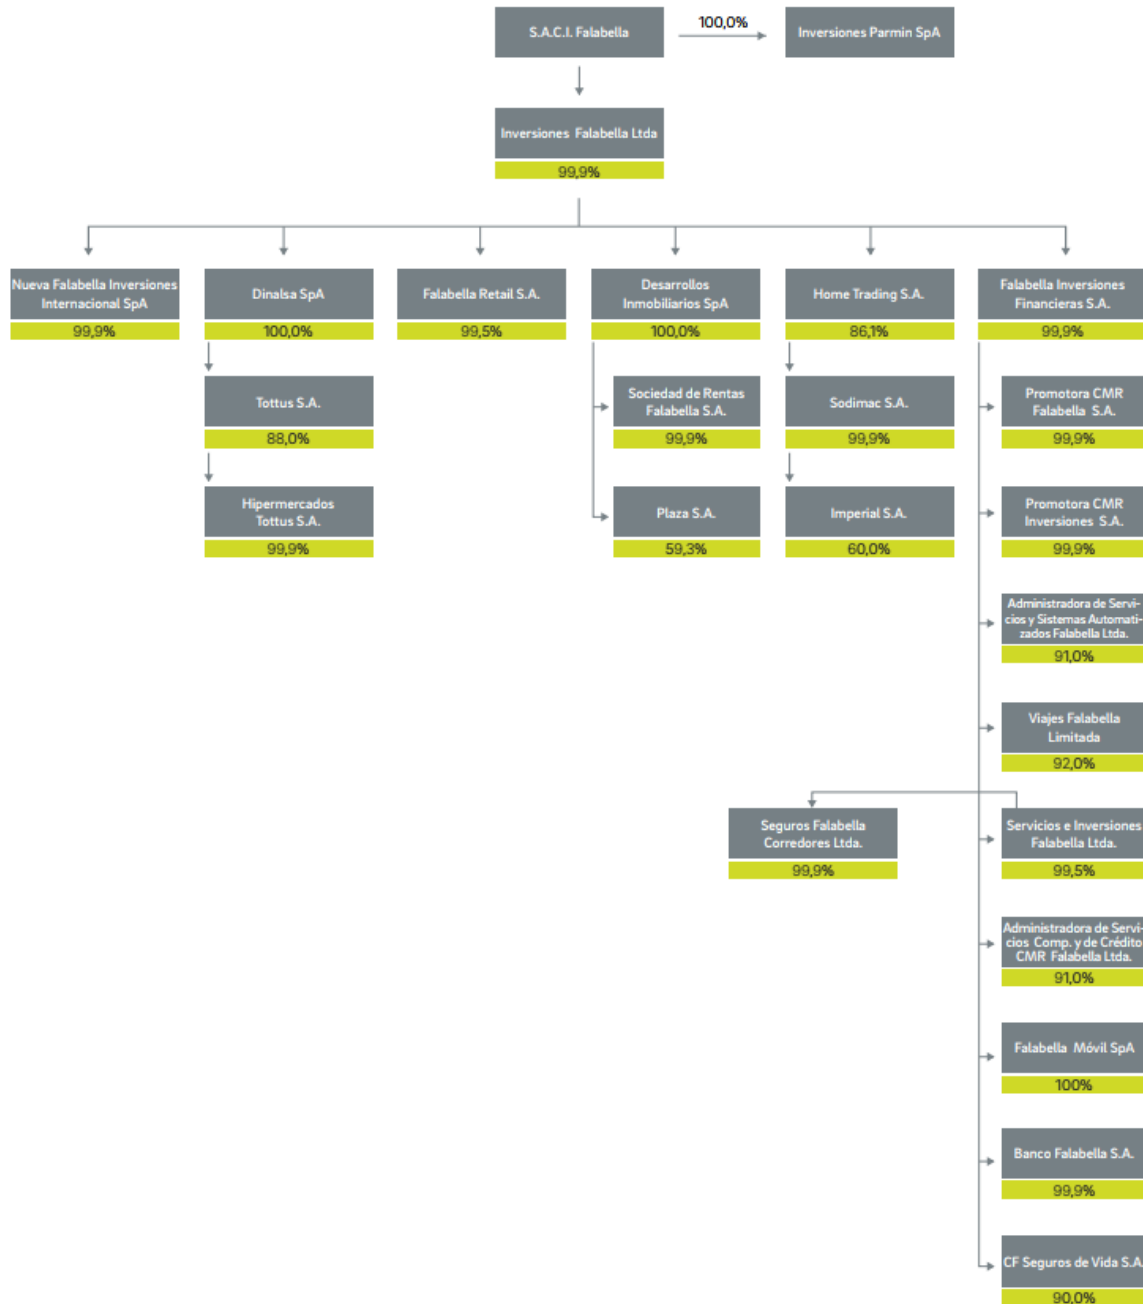 S.A.C.I. Falabella
100,0%
Inversiones Parmin SpA
Inversiones Falabella Ltda
99,9%
Nueva Falabella Inversiones
Internacional SpA
99,9%
Dinalsa SpA
100,0%
Falabella Retail S.A.
99,5%
Desarrollos
Inmobiliarios SpA
100,0%
Home Trading S.A.
86,1%
Falabella Inversiones
Financieras S.A.
99,9%
Tottus S.A.
88,0%
Sociedad de Rentas
Falabella S.A.
99,9%
Sodimac S.A.
99,9%
Promotora CMR
Falabella S.A.
99,9%
Hipermercados
Tottus S.A.
99,9%
Plaza S.A.
59,3%
Imperial S.A.
60,0%
Promotora CMR
Inversiones S.A.
99,9%
Administradora de Servi-
cios y Sistemas Automati-
zados Falabella Ltda.
91,0%
Viajes Falabella
Limitada
92,0%
Seguros Falabella
Corredores Ltda.
99,9%
Servicios e Inversiones
Falabella Ltda.
99,5%
Administradora de Servi-
cios Comp. y de Crédito
CMR Falabella Ltda.
91,0%
Falabella Móvil SpA
100%
Banco Falabella S.A.
99,9%
CF Seguros de Vida S.A.
90,0%